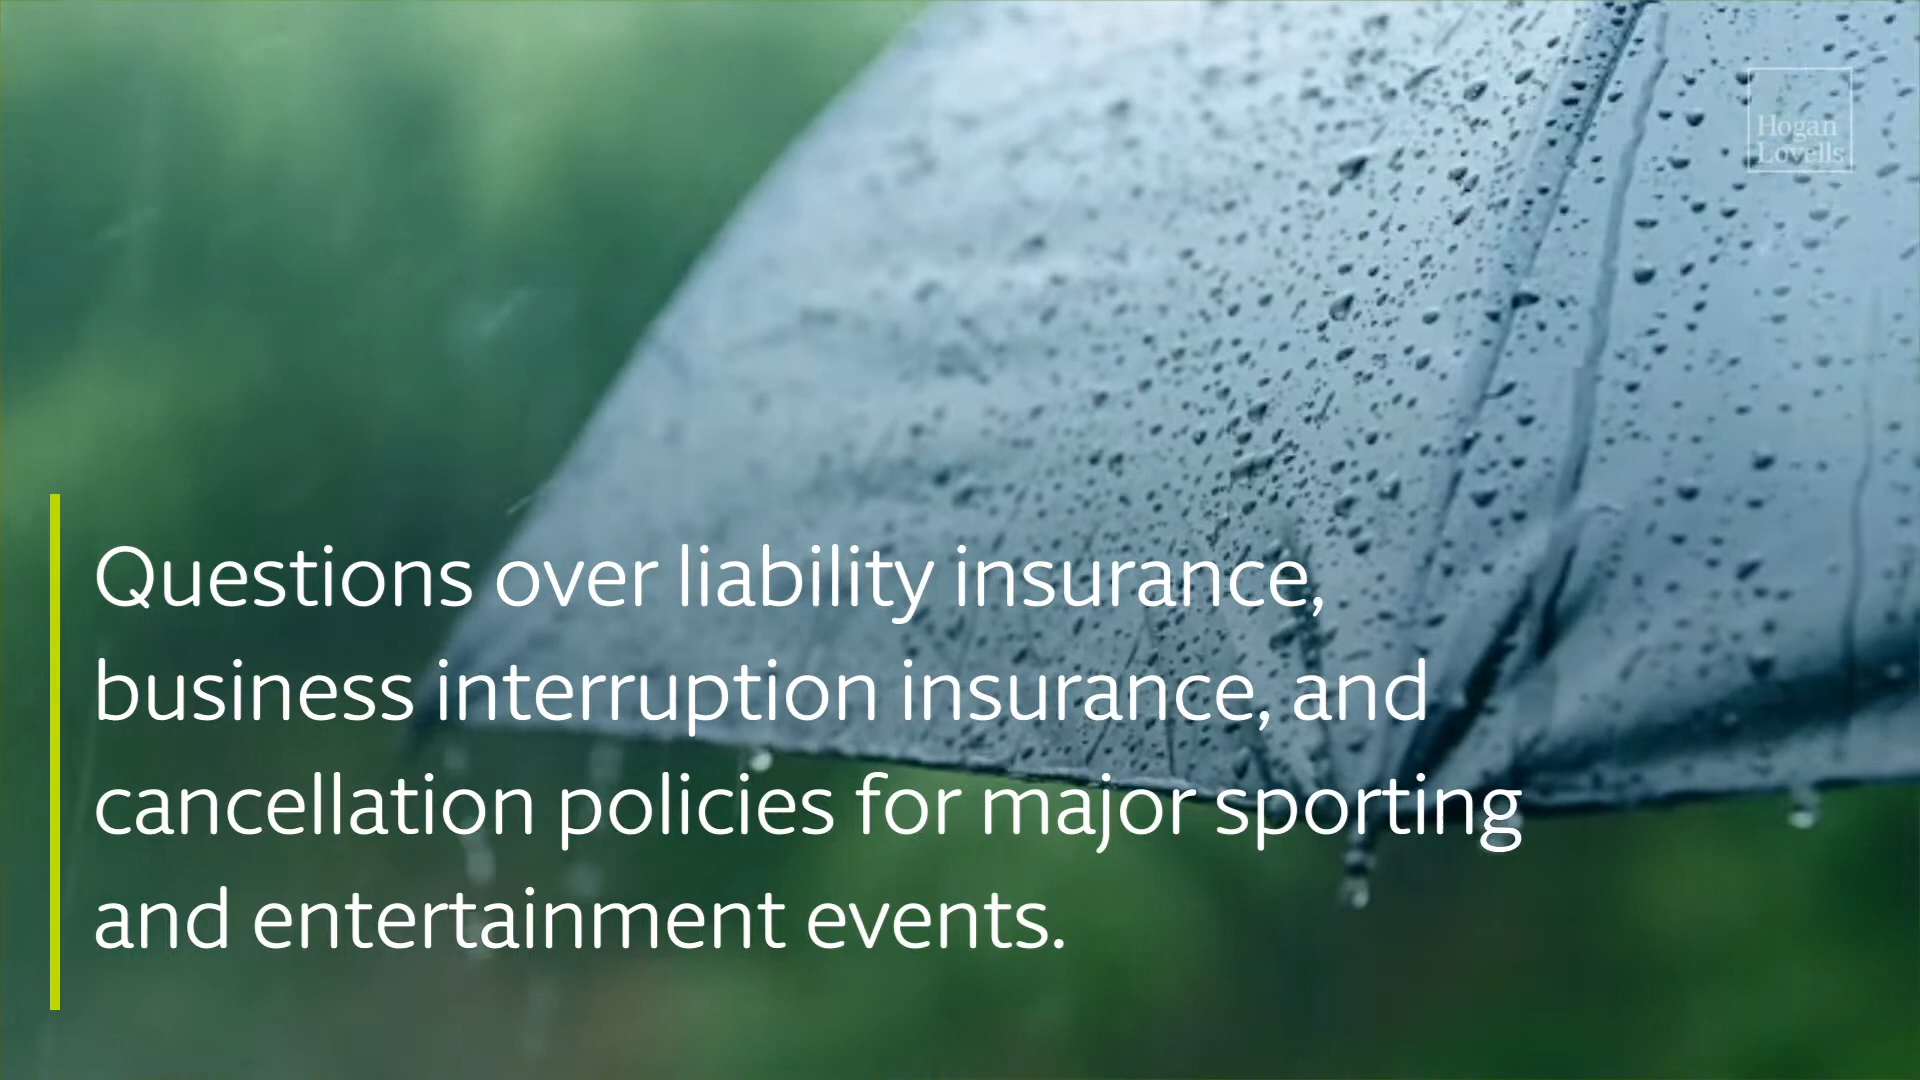 Hogan
Lovells
Questions over liability insurance,
business interruption insurance, and
cancellation policies for major sporting
and entertainment events.